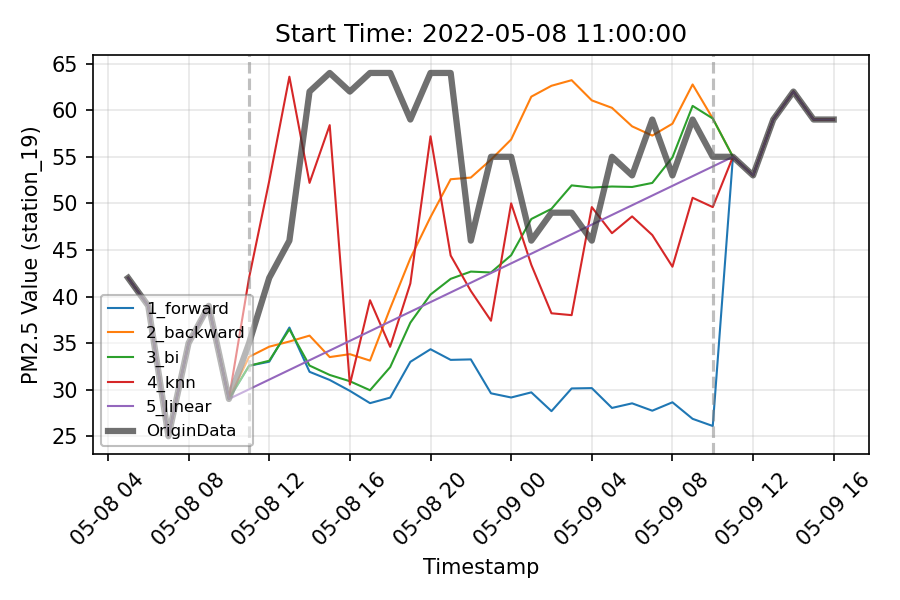 Start Time: 2022-05-08 11:00:00
PM2.5 Value (station_19)
65
60
55
50
45
40
35
30
25
1_forward
2_backward
3_bi
4_knn
5_linear
OriginData
05-08 04
05-08 08
05-08 12
05-08 16
05-08 20
05-09 00
05-09 04
05-09 08
05-09 12
05-09 16
Timestamp